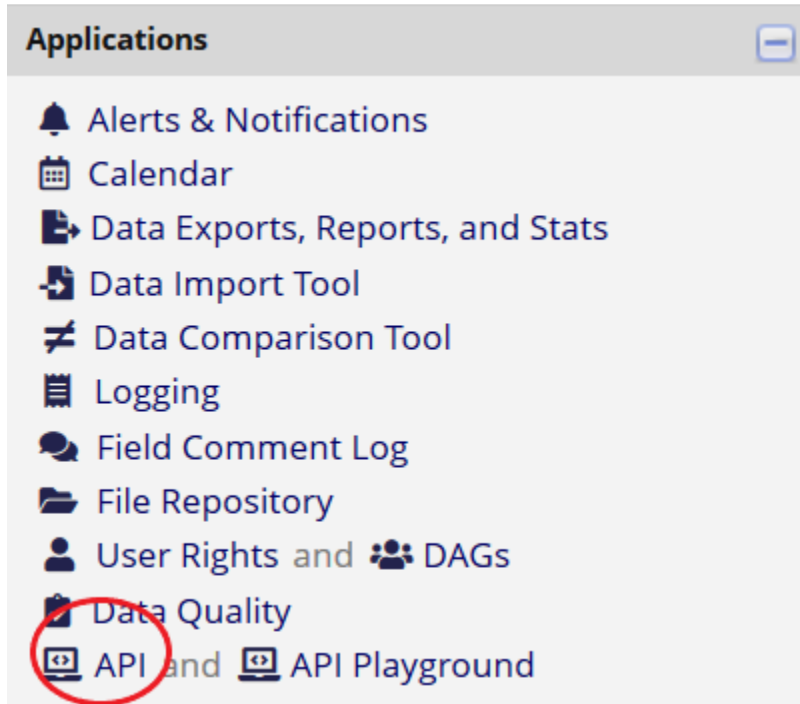 Applications
Alerts & Notifications
Calendar
Data Exports, Reports, and Stats
Data Import Tool
Data Comparison Tool
Logging
Field Comment Log
File Repository
User Rights and DAGs
Data Quality
API and API Playground